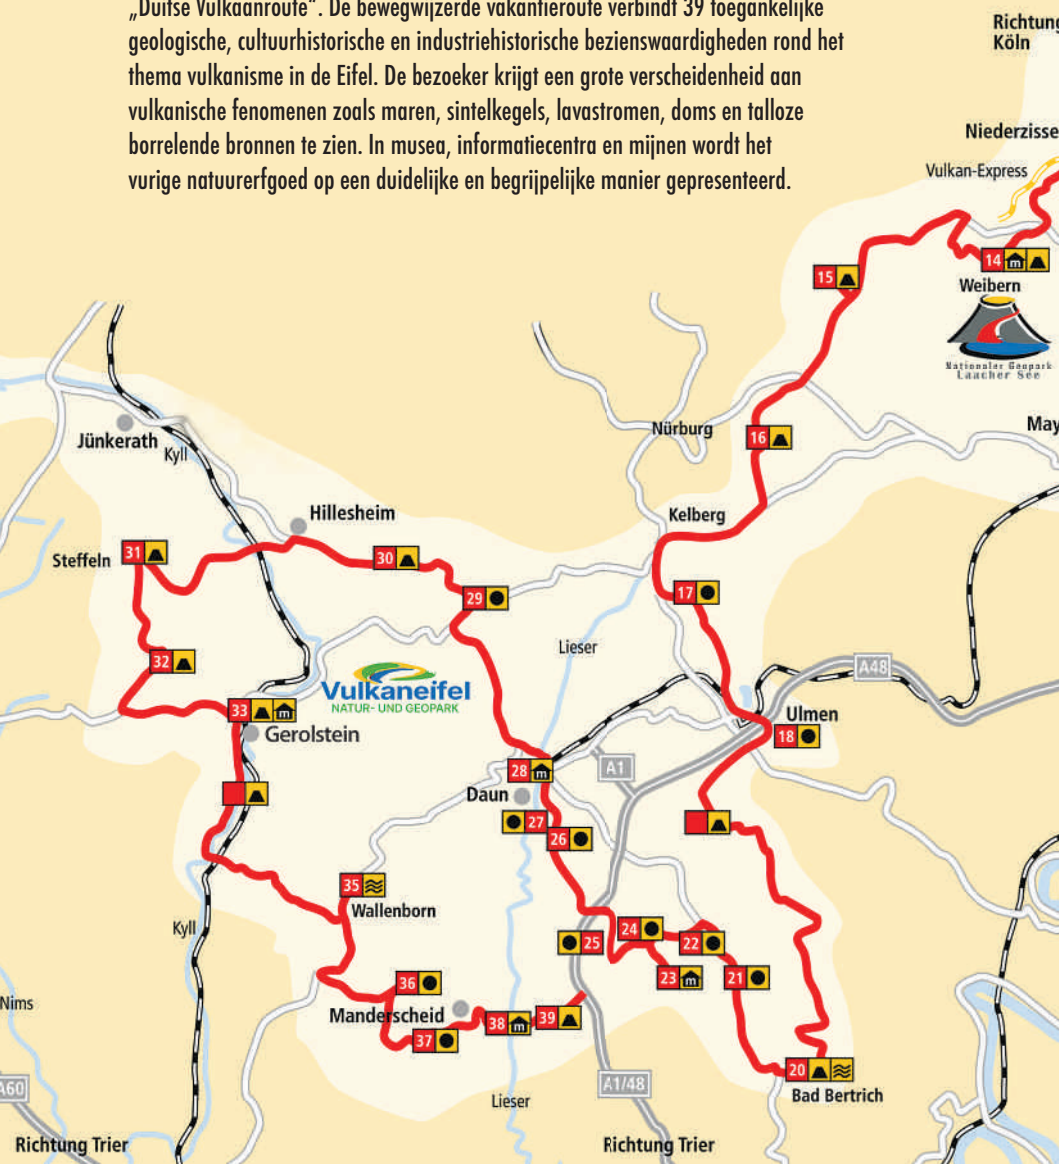 „Duitse Vulkaanroute“. De bewegwijzerde vakantieroute verbindt 39 toegankelijke
geologische, cultuurhistorische en industriehistorische bezienswaardigheden rond het
thema vulkanisme in de Eifel. De bezoeker krijgt een grote verscheidenheid aan
vulkanische fenomenen zoals maren, sintelkegels, lavastromen, doms en talloze
borrelende bronnen te zien. In musea, informatiecentra en mijnen wordt het
vurige natuurerfgoed op een duidelijke en begrijpelijke manier gepresenteerd.
Richtung
Köln
Niederzisse
Vulkan-Express
14 m
15
Weibern
Nationaler Geopark
Laacher See
May
Nürburg
16
Jünkerath
Kyll
Hillesheim
Kelberg
Steffeln
31
30
29
17
Lieser
32
A48
Vulkaneifel
NATUR- UND GEOPARK
33 m
Gerolstein
Ulmen
18
28 m
A1
Daun
27
26
35
Wallenborn
Kyll
24
25
22
23 m
21
36
Nims
Manderscheid
38 m
39
37
20
Bad Bertrich
A60
A1/48
Lieser
Richtung Trier
Richtung Trier